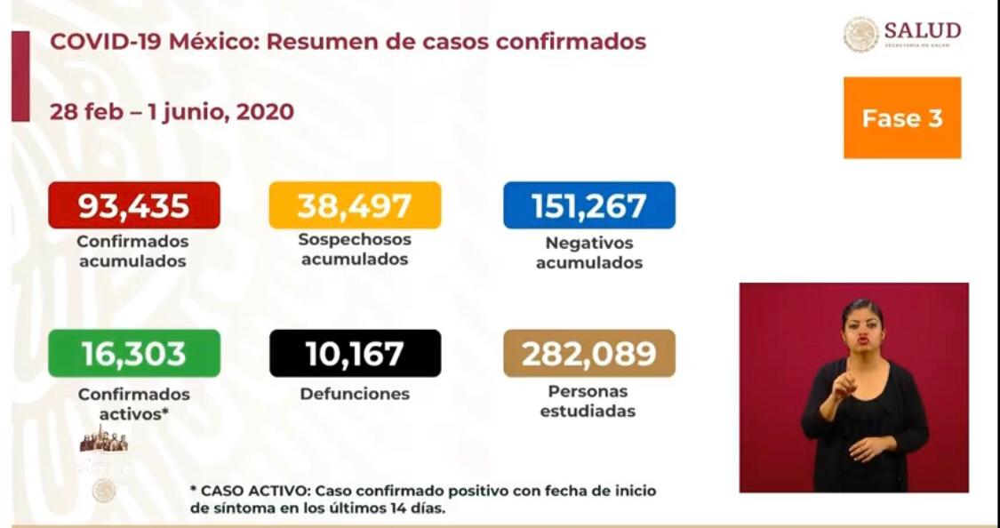 COVID-19 México: Resumen de casos confirmados
SALUD
SECRETARÍA DE SALUD
28 feb – 1 junio, 2020
Fase 3
93,435
Confirmados
acumulados
38,497
Sospechosos
acumulados
151,267
Negativos
acumulados
16,303
Confirmados
activos*
10,167
Defunciones
282,089
Personas
estudiadas
* CASO ACTIVO: Caso confirmado positivo con fecha de inicio
de síntoma en los últimos 14 días.